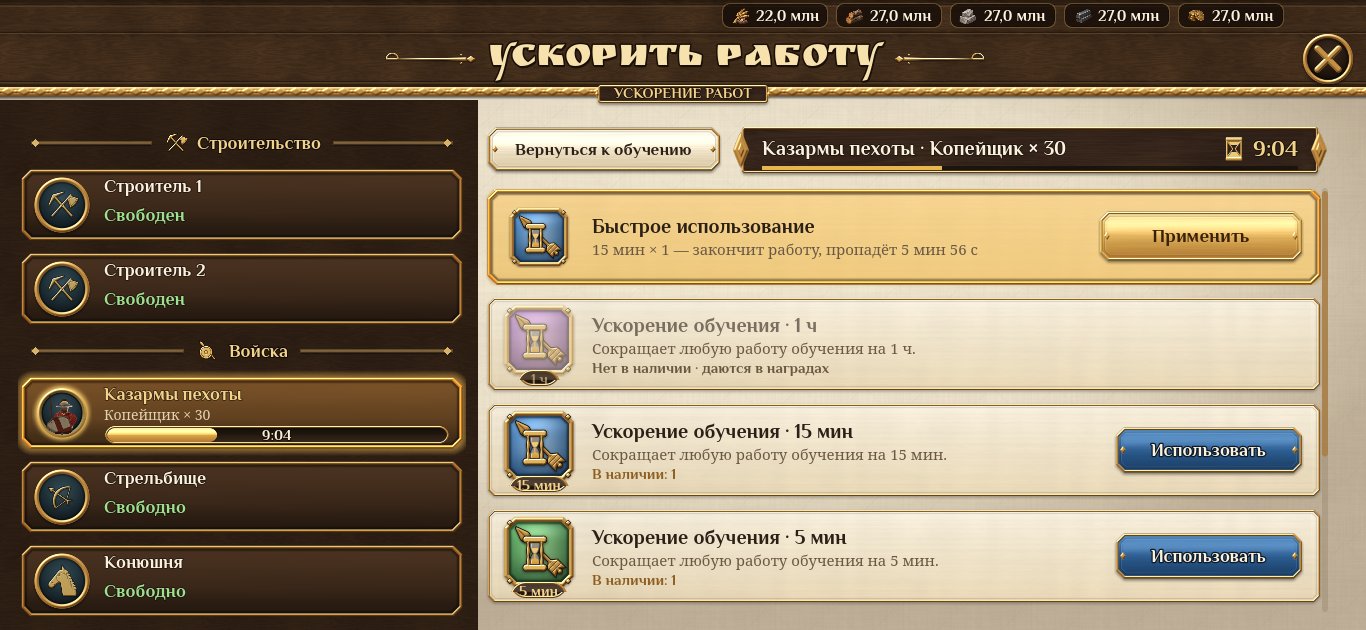 22,0 млн 27,0 млн 27,0 млн 27,0 млн 27,0 млн
УСКОРИТЬ РАБОТУ
УСКОРЕНИЕ РАБОТ
Строительство
Строитель 1
Свободен
Строитель 2
Свободен
Войска
Казармы пехоты
Копейщик × 30
9:04
Стрельбище
Свободно
Конюшня
Свободно
Вернуться к обучению
Казармы пехоты · Копейщик × 30 9:04
Быстрое использование
15 мин × 1 — закончит работу, пропадёт 5 мин 56 с
Применить
Ускорение обучения · 1 ч
Сокращает любую работу обучения на 1 ч.
Нет в наличии · даются в наградах
1 ч
Ускорение обучения · 15 мин
Сокращает любую работу обучения на 15 мин.
В наличии: 1
15 мин
Использовать
Ускорение обучения · 5 мин
Сокращает любую работу обучения на 5 мин.
В наличии: 1
5 мин
Использовать